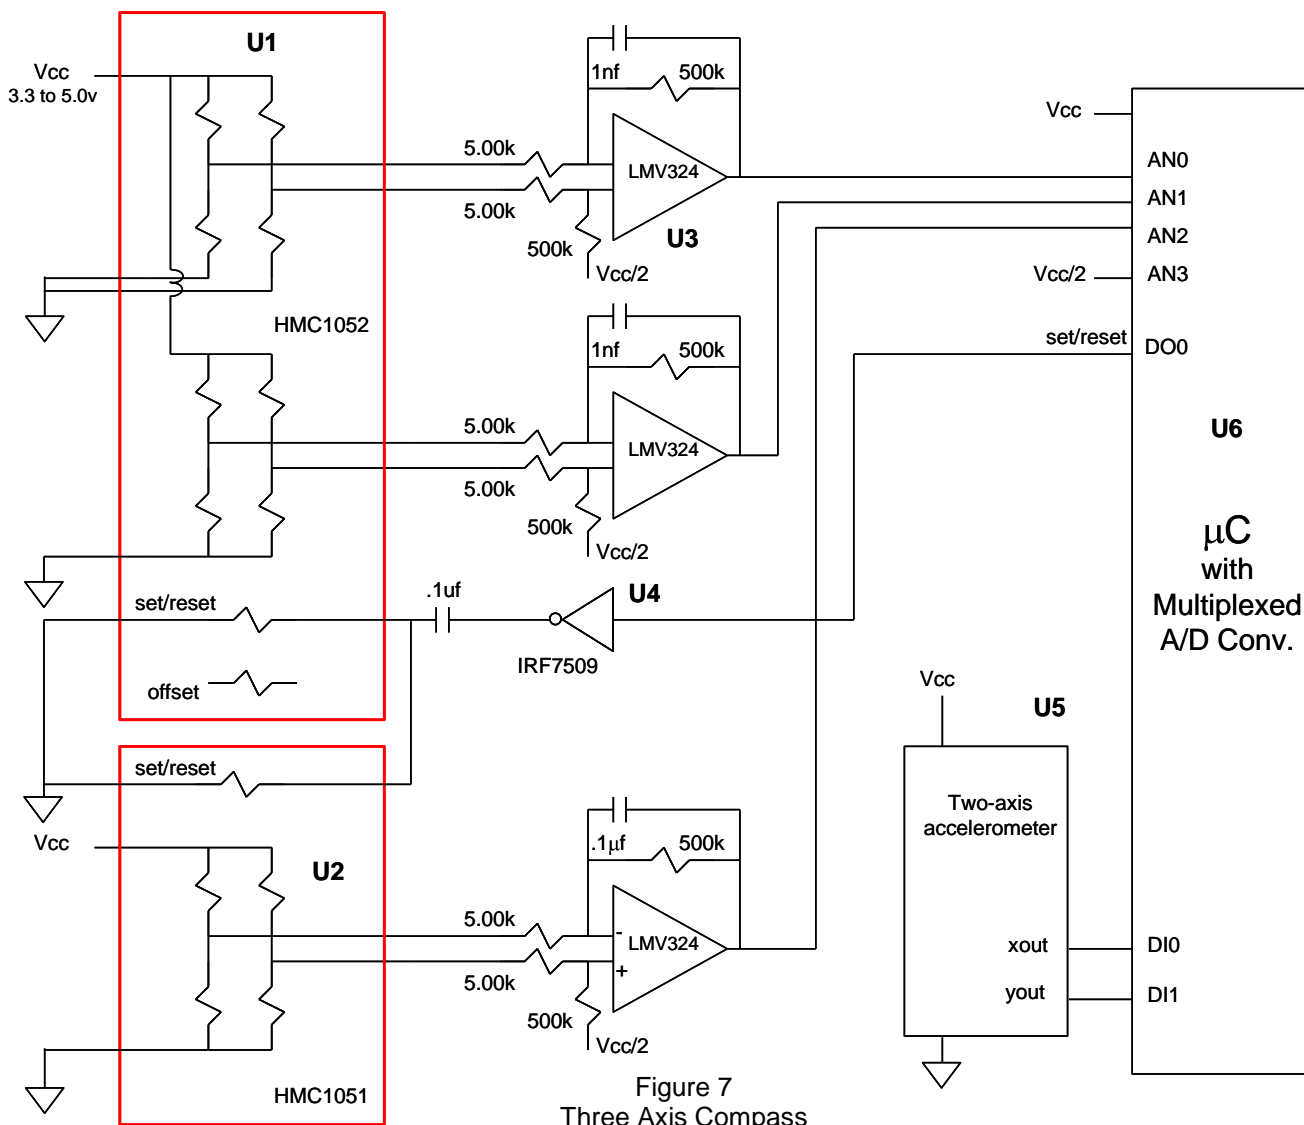 U1
Vcc
3.3 to 5.0v
HMC1052
set/reset
offset
5.00k
5.00k
1nf
500k
LMV324
U3
500k
Vcc/2
5.00k
5.00k
1nf
500k
LMV324
500k
Vcc/2
.1uf
U4
IRF7509
set/reset
Vcc
U2
HMC1051
5.00k
5.00k
.1μf
500k
-
LMV324
+
500k
Vcc/2
Vcc
AN0
AN1
AN2
Vcc/2
AN3
set/reset
DO0
U6
μC
with
Multiplexed
A/D Conv.
Vcc
U5
Two-axis
accelerometer
xout
DI0
yout
DI1
Figure 7
Three Axis Compass